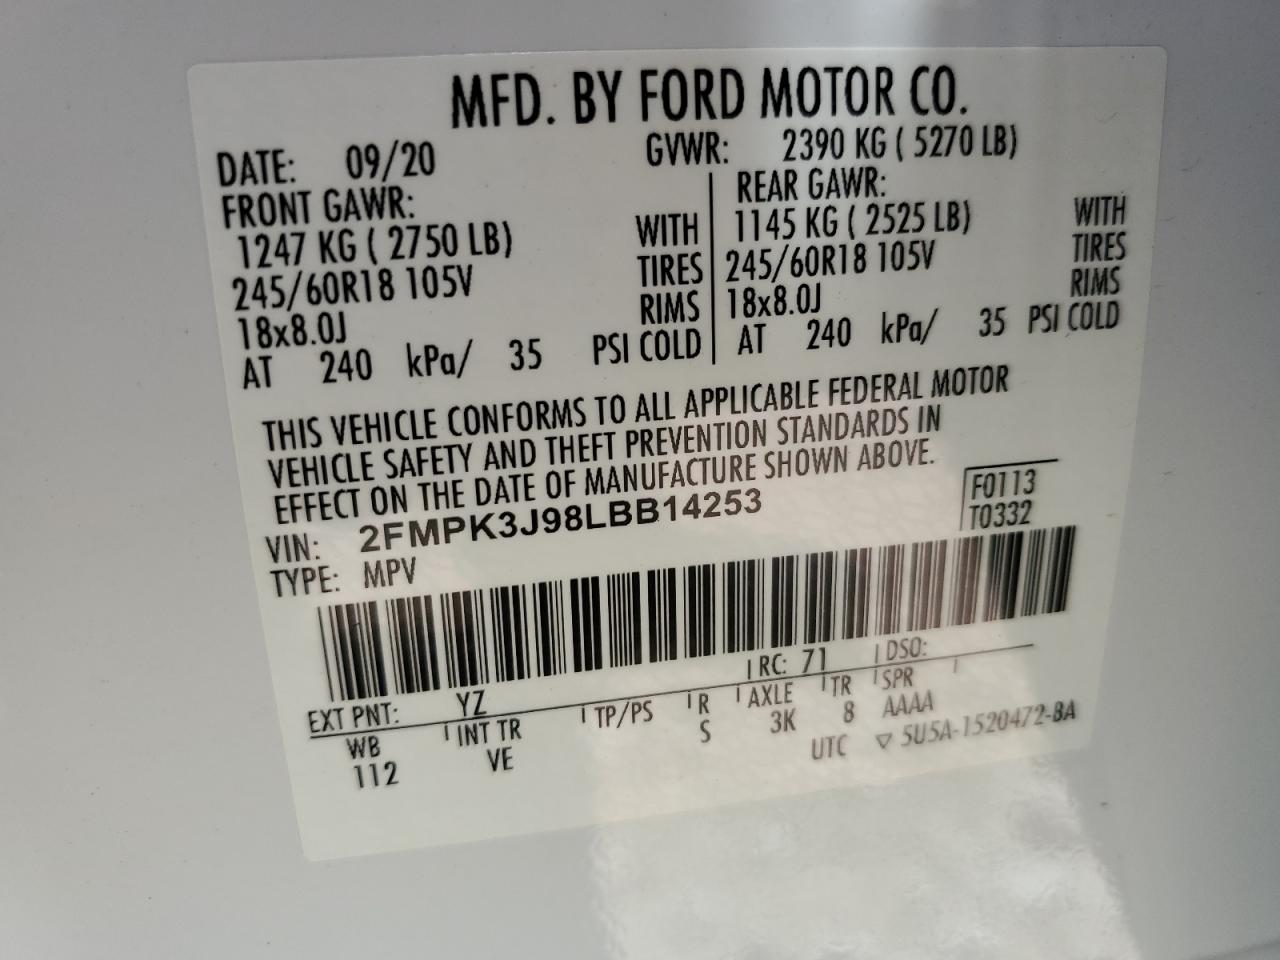 MFD. BY FORD MOTOR CO.
DATE: 09/20 GVWR: 2390 KG ( 5270 LB)
FRONT GAWR: REAR GAWR:
1247 KG ( 2750 LB) WITH 1145 KG ( 2525 LB) WITH
245/60R18 105V TIRES 245/60R18 105V TIRES
18x8.0J RIMS 18x8.0J RIMS
AT 240 kPa/ 35 PSI COLD AT 240 kPa/ 35 PSI COLD
THIS VEHICLE CONFORMS TO ALL APPLICABLE FEDERAL MOTOR
VEHICLE SAFETY AND THEFT PREVENTION STANDARDS IN
EFFECT ON THE DATE OF MANUFACTURE SHOWN ABOVE.
VIN: 2FMPK3J98LBB14253 F0113
TYPE: MPV T0332
EXT PNT: YZ RC: 71 DSO:
WB INT TR TP/PS R AXLE TR SPR
112 VE S 3K 8 AAAA
UTC ▽ 5U5A-1520472-BA